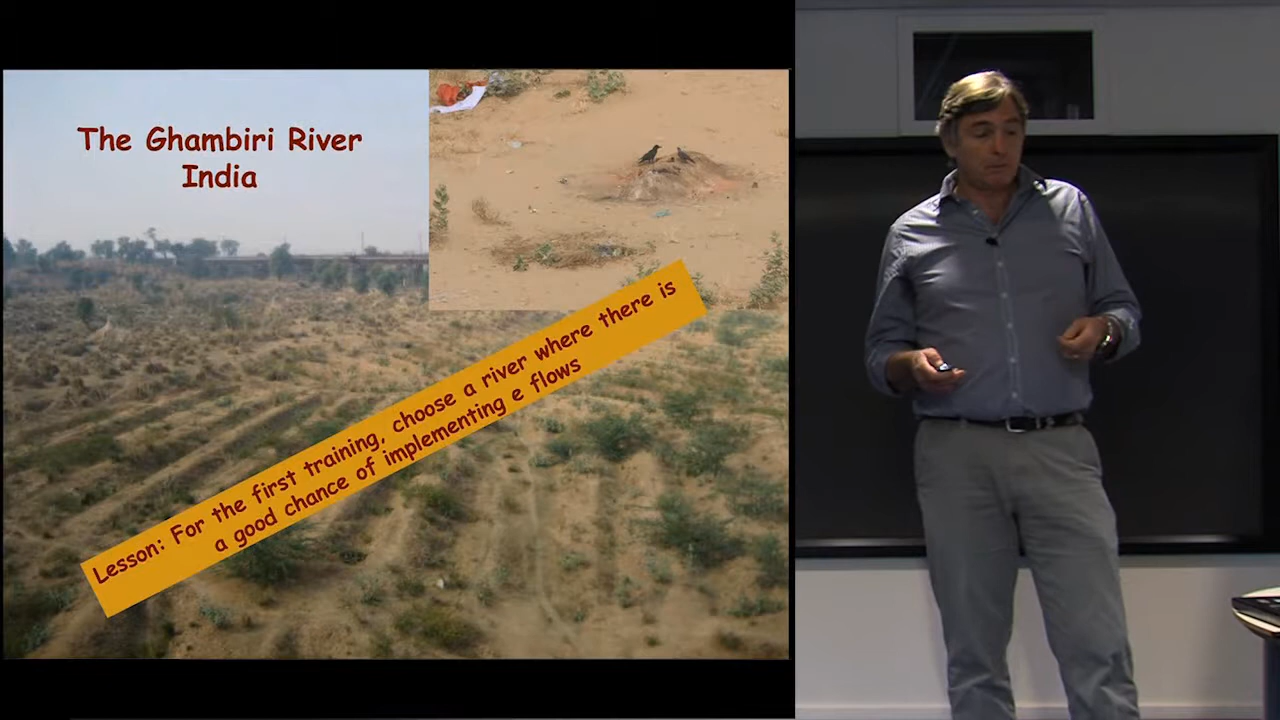 The Ghambiri River
India
Lesson: For the first training, choose a river where there is
a good chance of implementing e flows